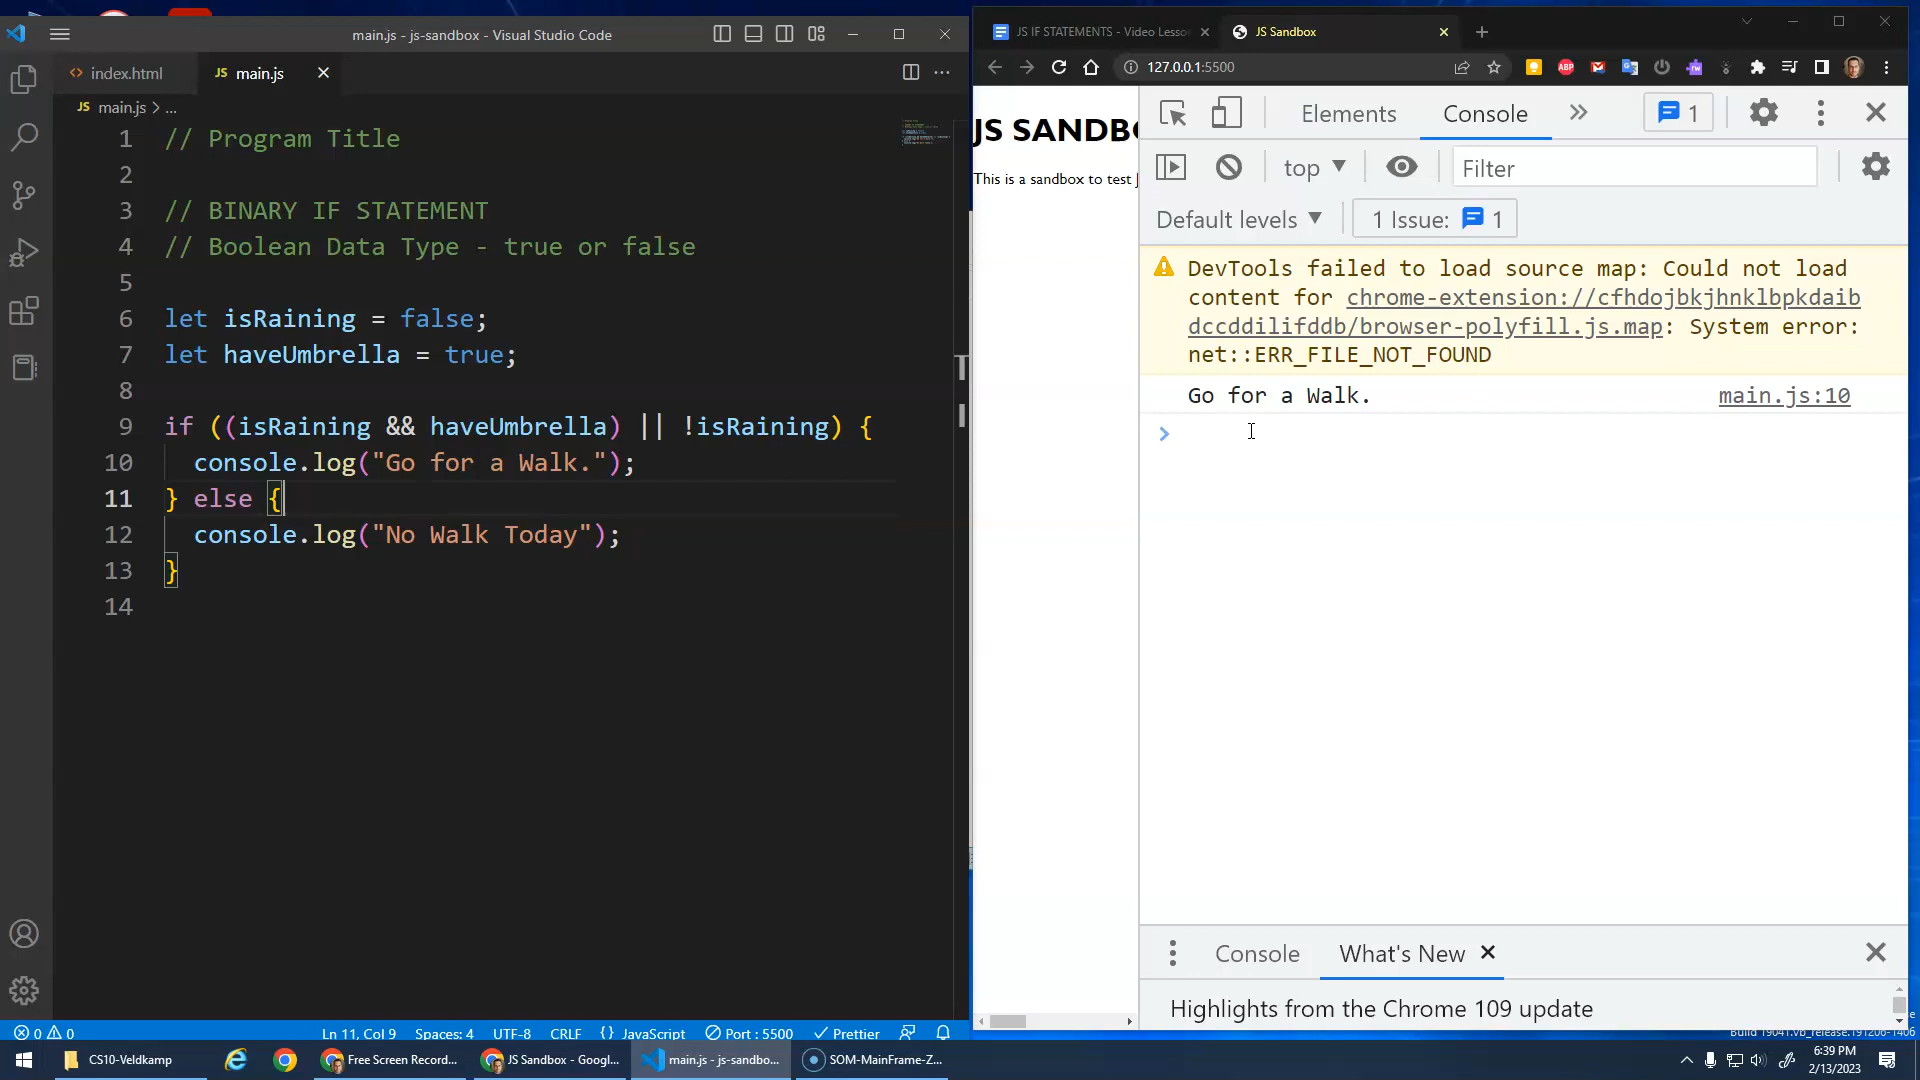 main.js - js-sandbox - Visual Studio Code
index.html
JS main.js
JS main.js > ...
1 // Program Title
2
3 // BINARY IF STATEMENT
4 // Boolean Data Type - true or false
5
6 let isRaining = false;
7 let haveUmbrella = true;
8
9 if ((isRaining && haveUmbrella) || !isRaining) {
10 console.log("Go for a Walk.");
11 } else {
12 console.log("No Walk Today");
13 }
14
0 0
Ln 11, Col 9 Spaces: 4 UTF-8 CRLF {} JavaScript Port : 5500 Prettier
JS IF STATEMENTS - Video Lesso
JS Sandbox
127.0.0.1:5500
JS SANDB
This is a sandbox to test J
Elements Console 1
top Filter
Default levels 1 Issue: 1
DevTools failed to load source map: Could not load
content for chrome-extension://cfhdojbkjhnklbpkdaib
dccddilifddb/browser-polyfill.js.map: System error:
net::ERR_FILE_NOT_FOUND
Go for a Walk. main.js:10
>
Console What's New
Highlights from the Chrome 109 update
Build 19041.vb_release.191206-1406
CS10-Veldkamp
Free Screen Record...
JS Sandbox - Googl...
main.js - js-sandbo...
SOM-MainFrame-Z...
6:39 PM
2/13/2023